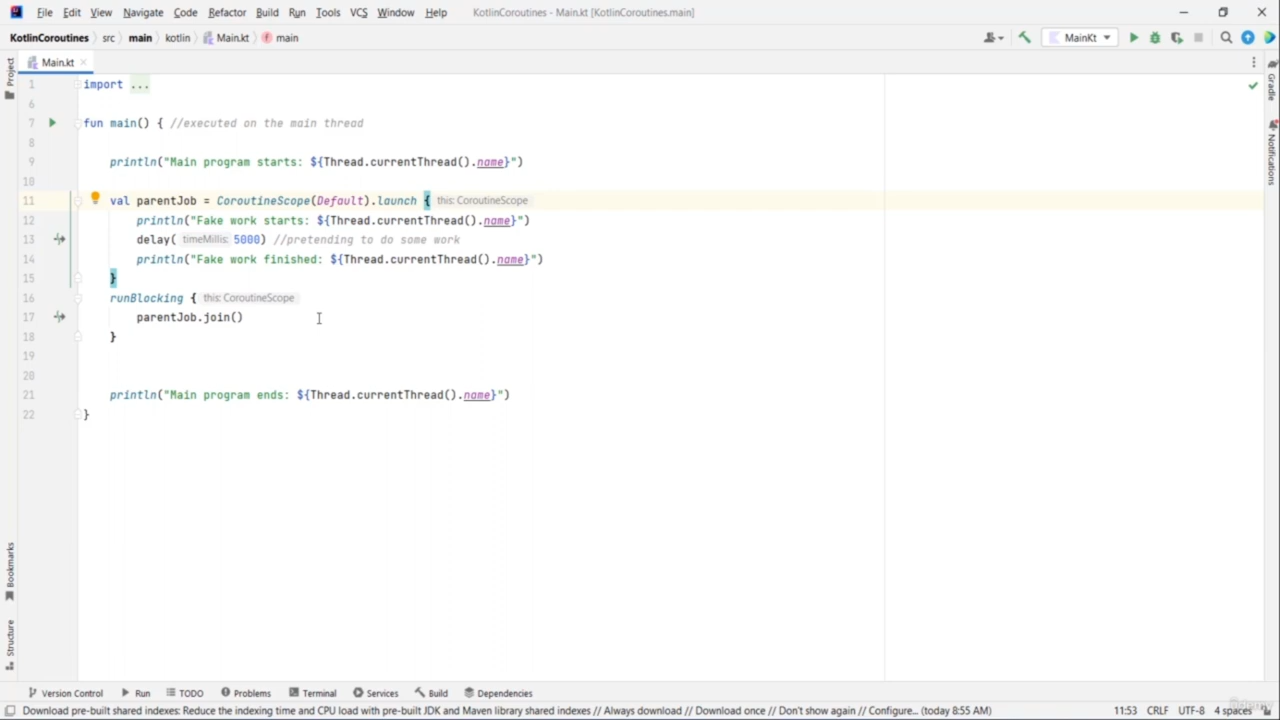 File Edit View Navigate Code Refactor Build Run Tools VCS Window Help KotlinCoroutines - Main.kt [KotlinCoroutines.main]
KotlinCoroutines src main kotlin Main.kt main MainKt
Project Main.kt
1 import ...
6
7 fun main() { //executed on the main thread
8
9 println("Main program starts: ${Thread.currentThread().name}")
10
11 val parentJob = CoroutineScope(Default).launch { this: CoroutineScope
12 println("Fake work starts: ${Thread.currentThread().name}")
13 delay( timeMillis: 5000) //pretending to do some work
14 println("Fake work finished: ${Thread.currentThread().name}")
15 }
16 runBlocking { this: CoroutineScope
17 parentJob.join()
18 }
19
20
21 println("Main program ends: ${Thread.currentThread().name}")
22 }
Gradle
Notifications
Bookmarks
Structure
Version Control Run TODO Problems Terminal Services Build Dependencies
Download pre-built shared indexes: Reduce the indexing time and CPU load with pre-built JDK and Maven library shared indexes // Always download // Download once // Don't show again // Configure... (today 8:55 AM) 11:53 CRLF UTF-8 4 spaces